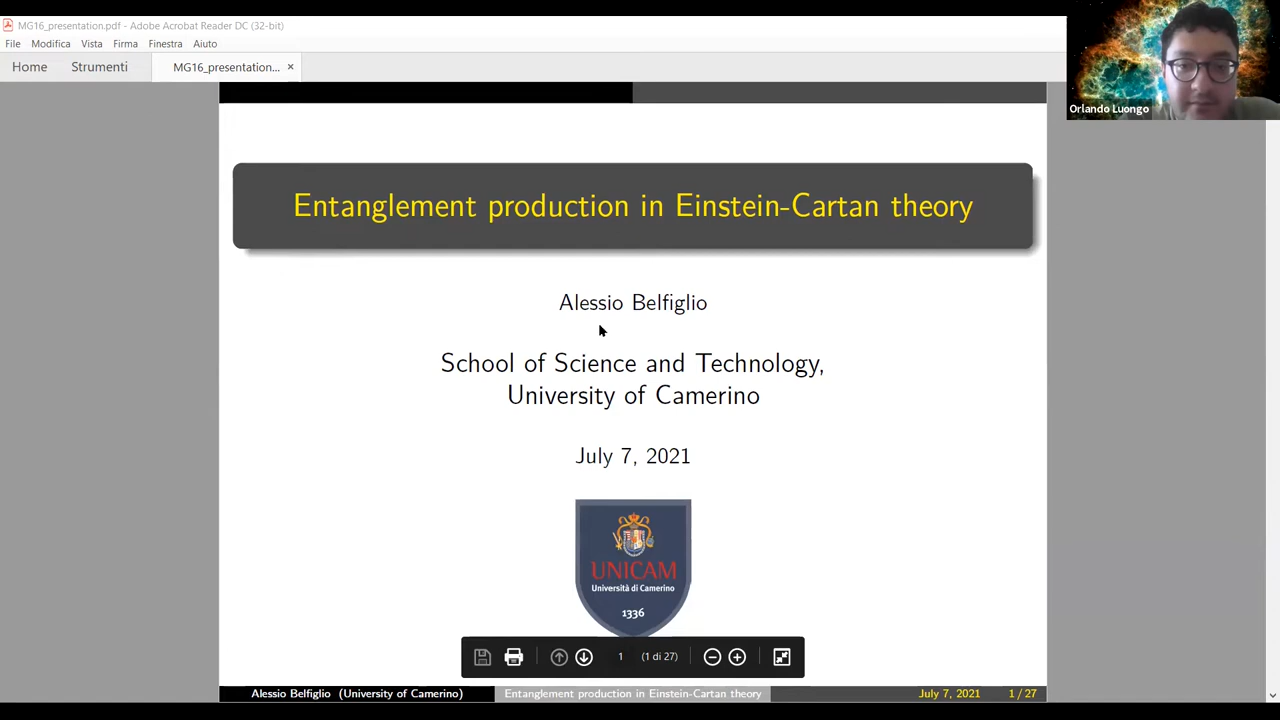 MG16_presentation.pdf - Adobe Acrobat Reader DC (32-bit)
File Modifica Vista Firma Finestra Aiuto
Home Strumenti MG16_presentation... ×
Orlando Luongo
Entanglement production in Einstein-Cartan theory
Alessio Belfiglio
School of Science and Technology,
University of Camerino
July 7, 2021
UNICAM
Università di Camerino
1336
1 (1 di 27)
Alessio Belfiglio (University of Camerino) Entanglement production in Einstein-Cartan theory July 7, 2021 1 / 27